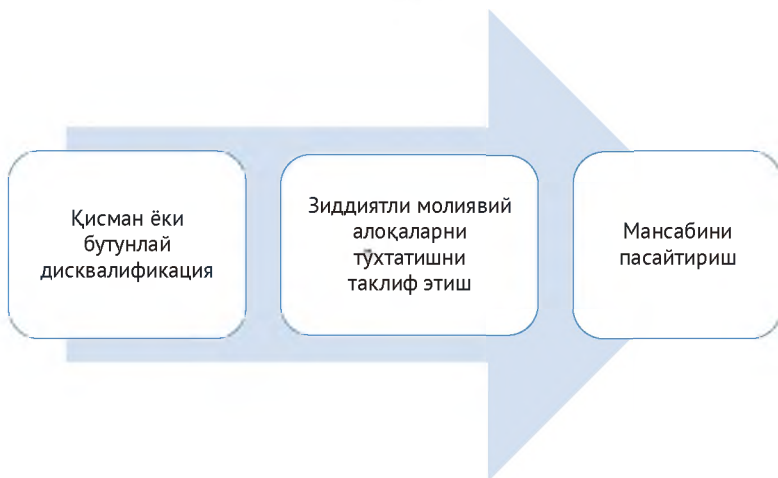 Қисман ёки
бутунлай
дисквалификация
Зиддиятли молиявий
алоқаларни
тўхтатишни
таклиф этиш
Мансабини
пасайтириш